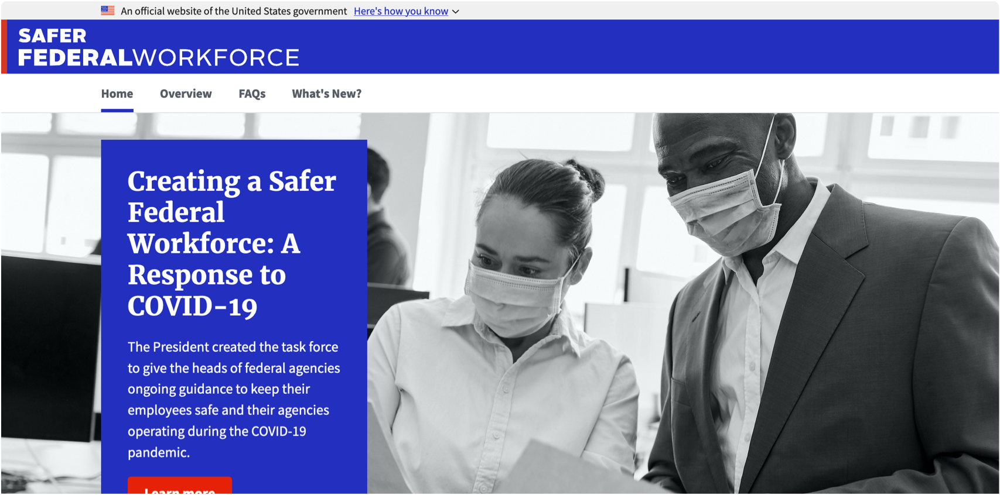 An official website of the United States government Here's how you know
SAFER
FEDERALWORKFORCE
Home Overview FAQs What's New?
Creating a Safer
Federal
Workforce: A
Response to
COVID-19
The President created the task force
to give the heads of federal agencies
ongoing guidance to keep their
employees safe and their agencies
operating during the COVID-19
pandemic.
Learn more